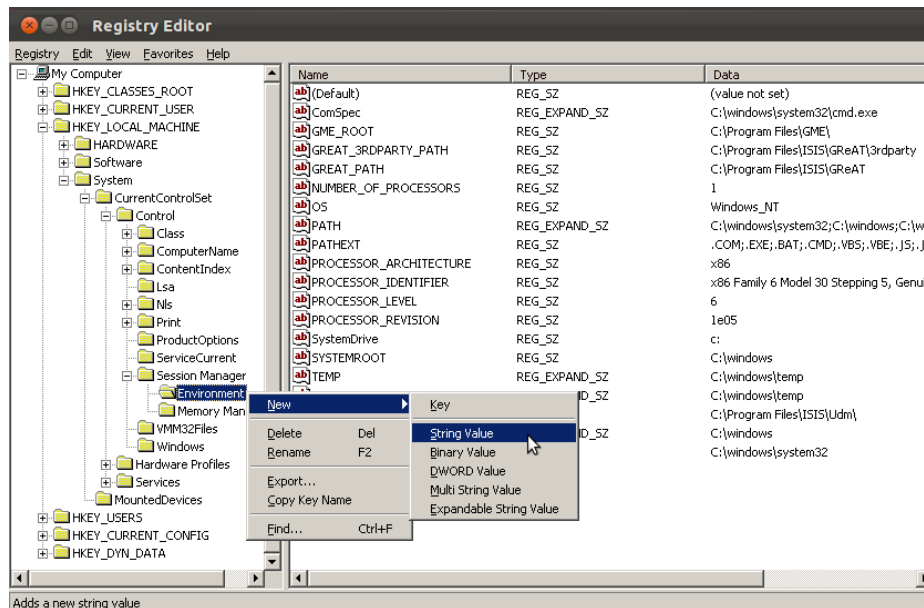 Registry Editor
Registry Edit View Favorites Help
My Computer
HKEY_CLASSES_ROOT
HKEY_CURRENT_USER
HKEY_LOCAL_MACHINE
HARDWARE
Software
System
CurrentControlSet
Control
Class
ComputerName
ContentIndex
Lsa
Nls
Print
ProductOptions
ServiceCurrent
Session Manager
Environment
Memory Man
VMM32Files
Windows
Hardware Profiles
Services
MountedDevices
HKEY_USERS
HKEY_CURRENT_CONFIG
HKEY_DYN_DATA
Name Type Data
(Default) REG_SZ (value not set)
ComSpec REG_EXPAND_SZ C:\windows\system32\cmd.exe
GME_ROOT REG_SZ C:\Program Files\GME\
GREAT_3RDPARTY_PATH REG_SZ C:\Program Files\ISIS\GReAT\3rdparty
GREAT_PATH REG_SZ C:\Program Files\ISIS\GReAT
NUMBER_OF_PROCESSORS REG_SZ 1
OS REG_SZ Windows_NT
PATH REG_EXPAND_SZ C:\windows\system32;C:\windows;C:\w
PATHEXT REG_SZ .COM;.EXE;.BAT;.CMD;.VBS;.VBE;.JS;.J
PROCESSOR_ARCHITECTURE REG_SZ x86
PROCESSOR_IDENTIFIER REG_SZ x86 Family 6 Model 30 Stepping 5, Genui
PROCESSOR_LEVEL REG_SZ 6
PROCESSOR_REVISION REG_SZ 1e05
SystemDrive REG_SZ c:
SYSTEMROOT REG_SZ C:\windows
TEMP REG_EXPAND_SZ C:\windows\temp
D_SZ C:\windows\temp
C:\Program Files\ISIS\Udm\
D_SZ C:\windows
C:\windows\system32
New
Delete Del
Rename F2
Export...
Copy Key Name
Find... Ctrl+F
Key
String Value
Binary Value
DWORD Value
Multi String Value
Expandable String Value
Adds a new string value